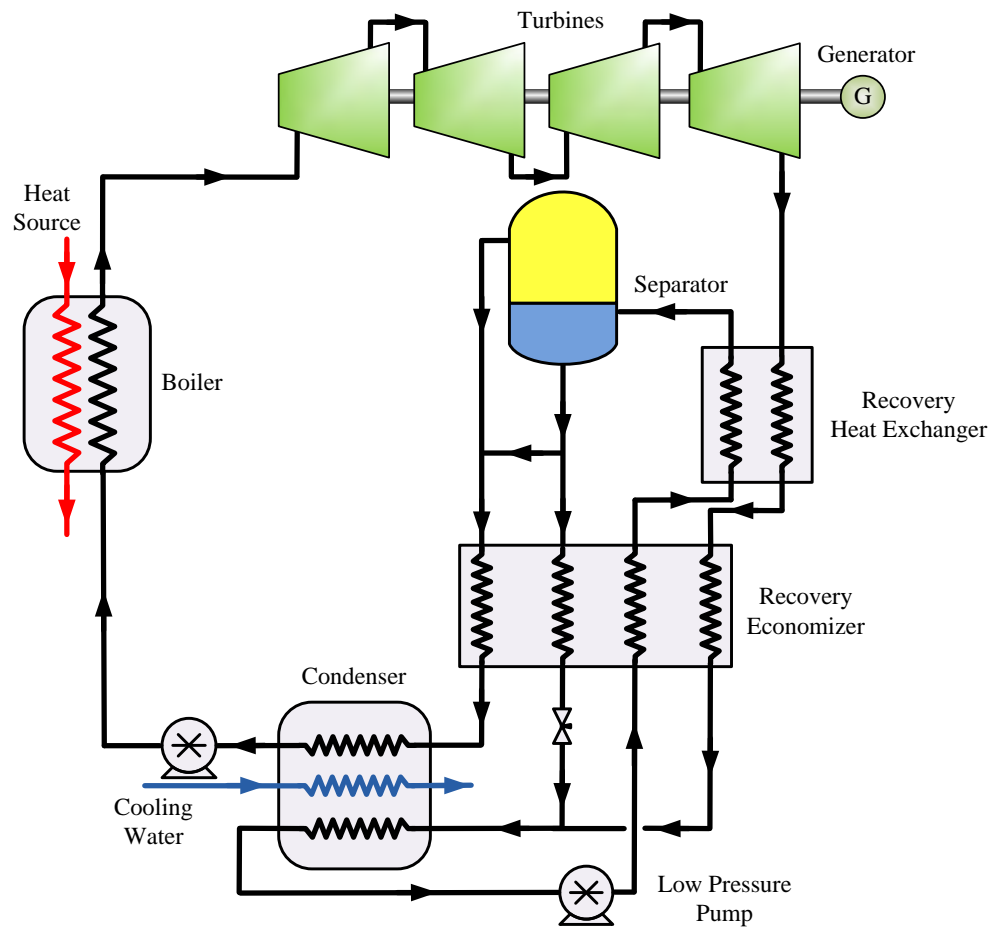 Turbines
Generator
G
Heat
Source
Separator
Boiler
Recovery
Heat Exchanger
Recovery
Economizer
Condenser
Cooling
Water
Low Pressure
Pump